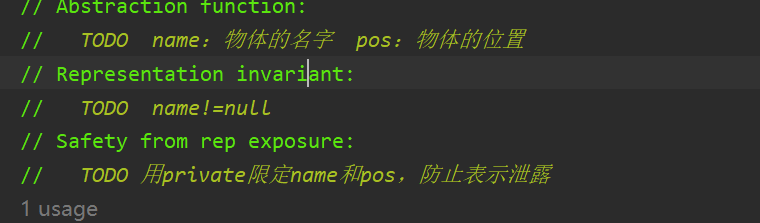 // Abstraction function:
//   TODO  name：物体的名字  pos：物体的位置
// Representation invariant:
//   TODO  name!=null
// Safety from rep exposure:
//   TODO 用private限定name和pos，防止表示泄露
1 usage